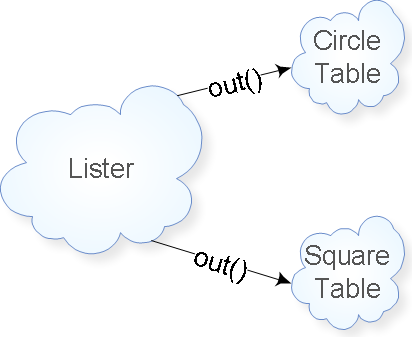 Circle
Table
out()
Lister
out()
Square
Table